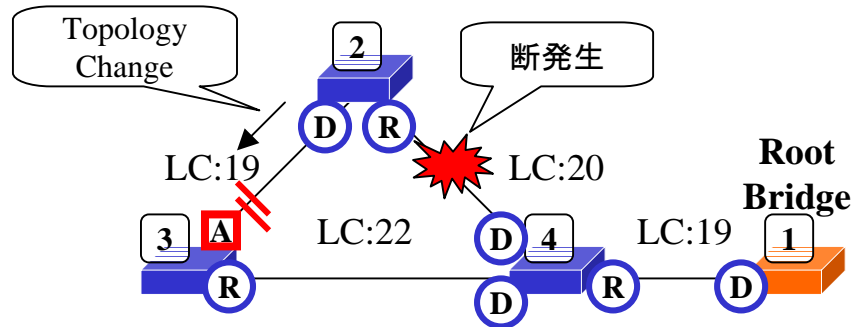 Topology
Change
2
断発生
D
R
LC:19
LC:20
Root
Bridge
3
A
LC:22
D
4
LC:19
1
R
D
R
D